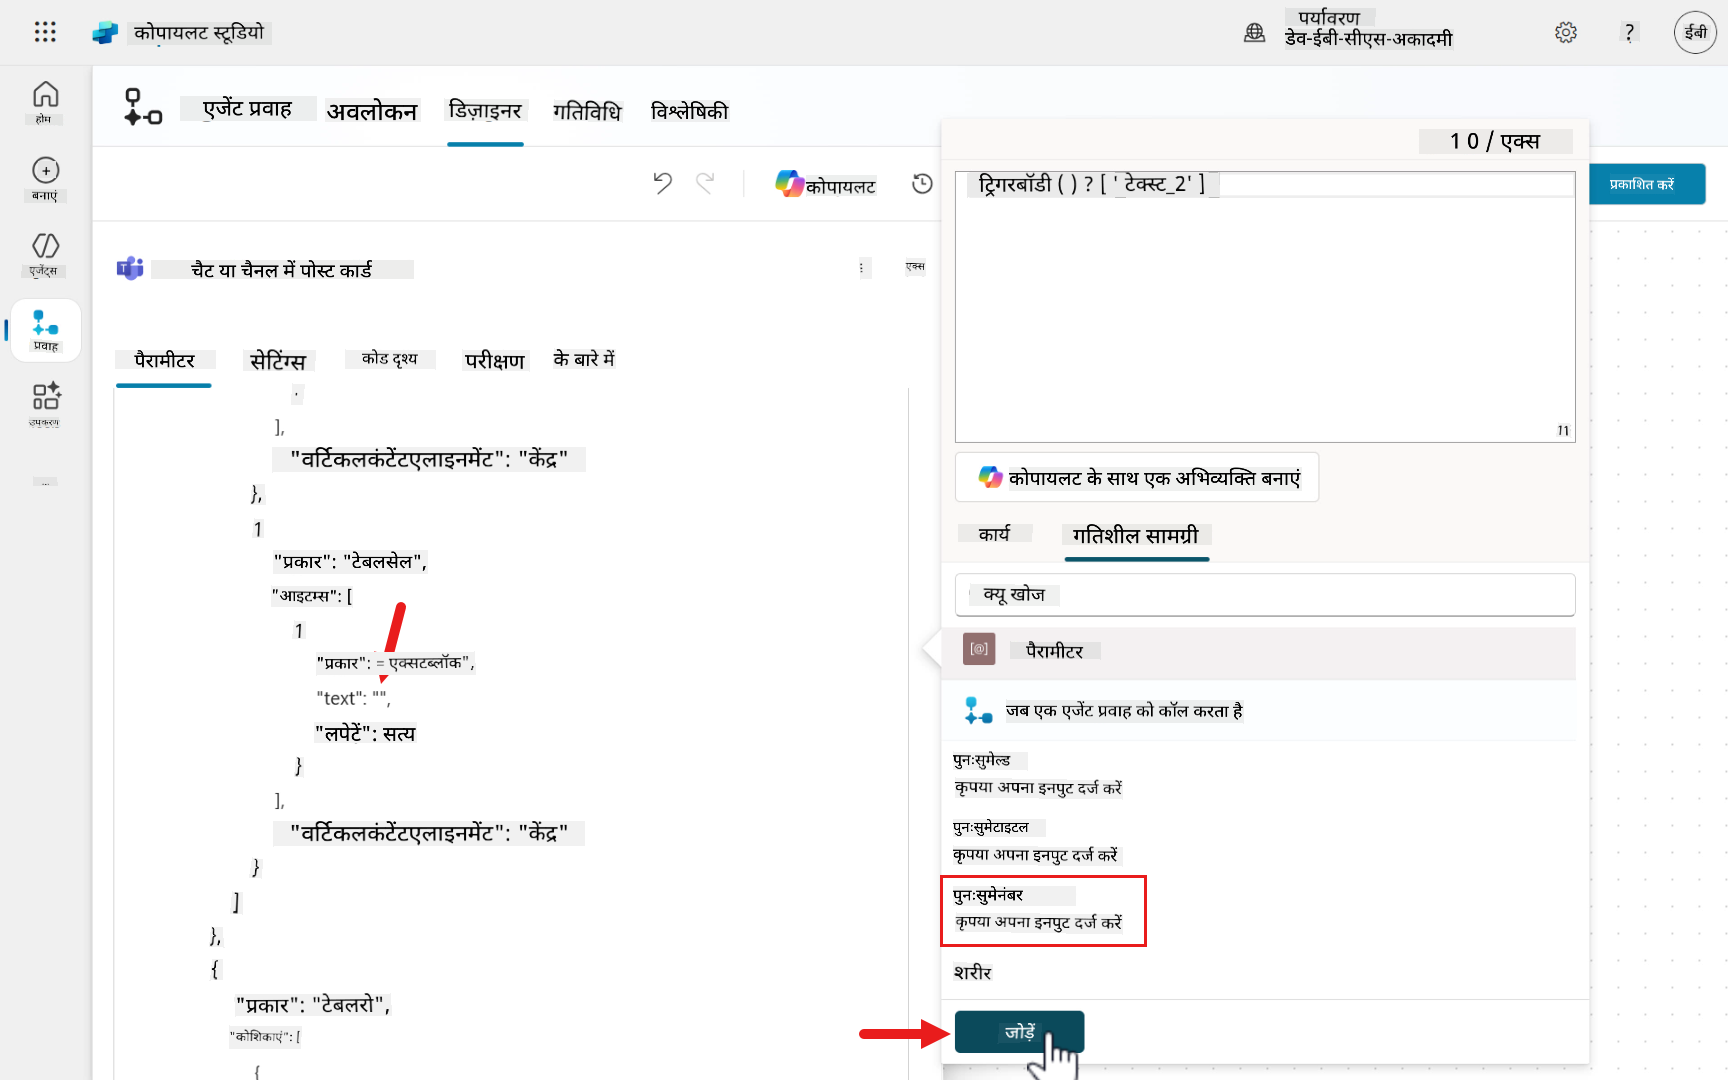 कोपायलट स्टूडियो
पर्यावरण
डेव-ईबी-सीएस-अकादमी
?
ईबी
होम
बनाएं
एजेंट्स
प्रवाह
उपकरण
...
एजेंट प्रवाह
अवलोकन
डिज़ाइनर
गतिविधि
विश्लेषिकी
कोपायलट
प्रकाशित करें
चैट या चैनल में पोस्ट कार्ड
एक्स
पैरामीटर
सेटिंग्स
कोड दृश्य
परीक्षण
के बारे में
],
"वर्टिकलकंटेंटएलाइनमेंट": "केंद्र"
},
1
"प्रकार": "टेबलसेल",
"आइटम्स": [
1
"प्रकार": = एक्सटब्लॉक",
"text": "",
"लपेटें": सत्य
}
],
"वर्टिकलकंटेंटएलाइनमेंट": "केंद्र"
}
]
},
{
"प्रकार": "टेबलरो",
"कोशिकाएं": [
{
1 0 / एक्स
ट्रिगरबॉडी ( ) ? [ ' टेक्स्ट_2' ]
11
कोपायलट के साथ एक अभिव्यक्ति बनाएं
कार्य
गतिशील सामग्री
क्यू खोज
[@]
पैरामीटर
जब एक एजेंट प्रवाह को कॉल करता है
पुनःसुमेल्ड
कृपया अपना इनपुट दर्ज करें
पुनःसुमेटाइटल
कृपया अपना इनपुट दर्ज करें
पुनःसुमेनंबर
कृपया अपना इनपुट दर्ज करें
शरीर
जोड़ें